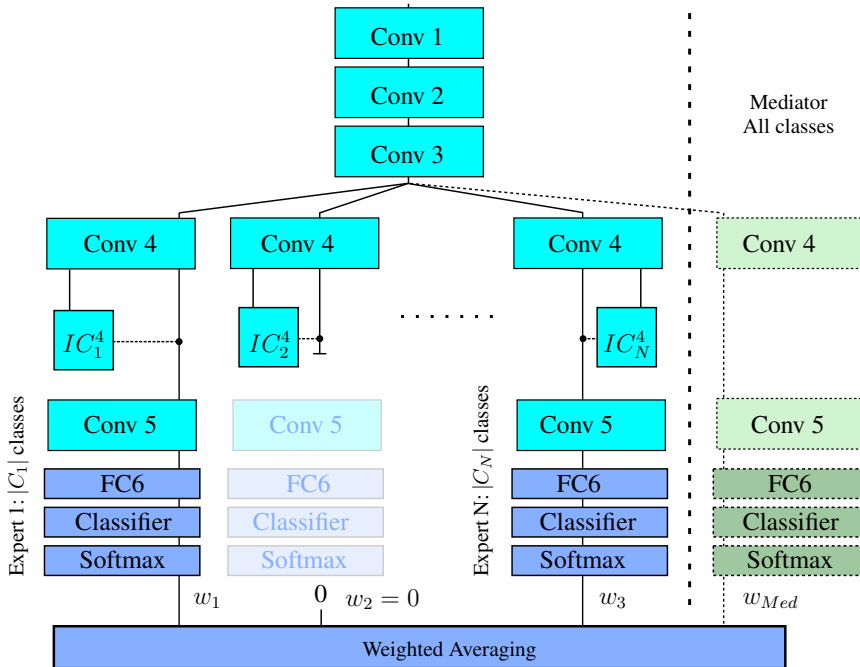 Conv 1
Conv 2
Mediator
All classes
Conv 3
Conv 4
Conv 4
Conv 4
Conv 4
. . . . . . .
$IC_1^4$
$IC_2^4$
$IC_N^4$
Expert 1: $|C_1|$ classes
Conv 5
Conv 5
Expert N: $|C_N|$ classes
Conv 5
Conv 5
FC6
FC6
FC6
FC6
Classifier
Classifier
Classifier
Classifier
Softmax
Softmax
Softmax
Softmax
$w_1$
0
$w_2 = 0$
$w_3$
$w_{Med}$
Weighted Averaging